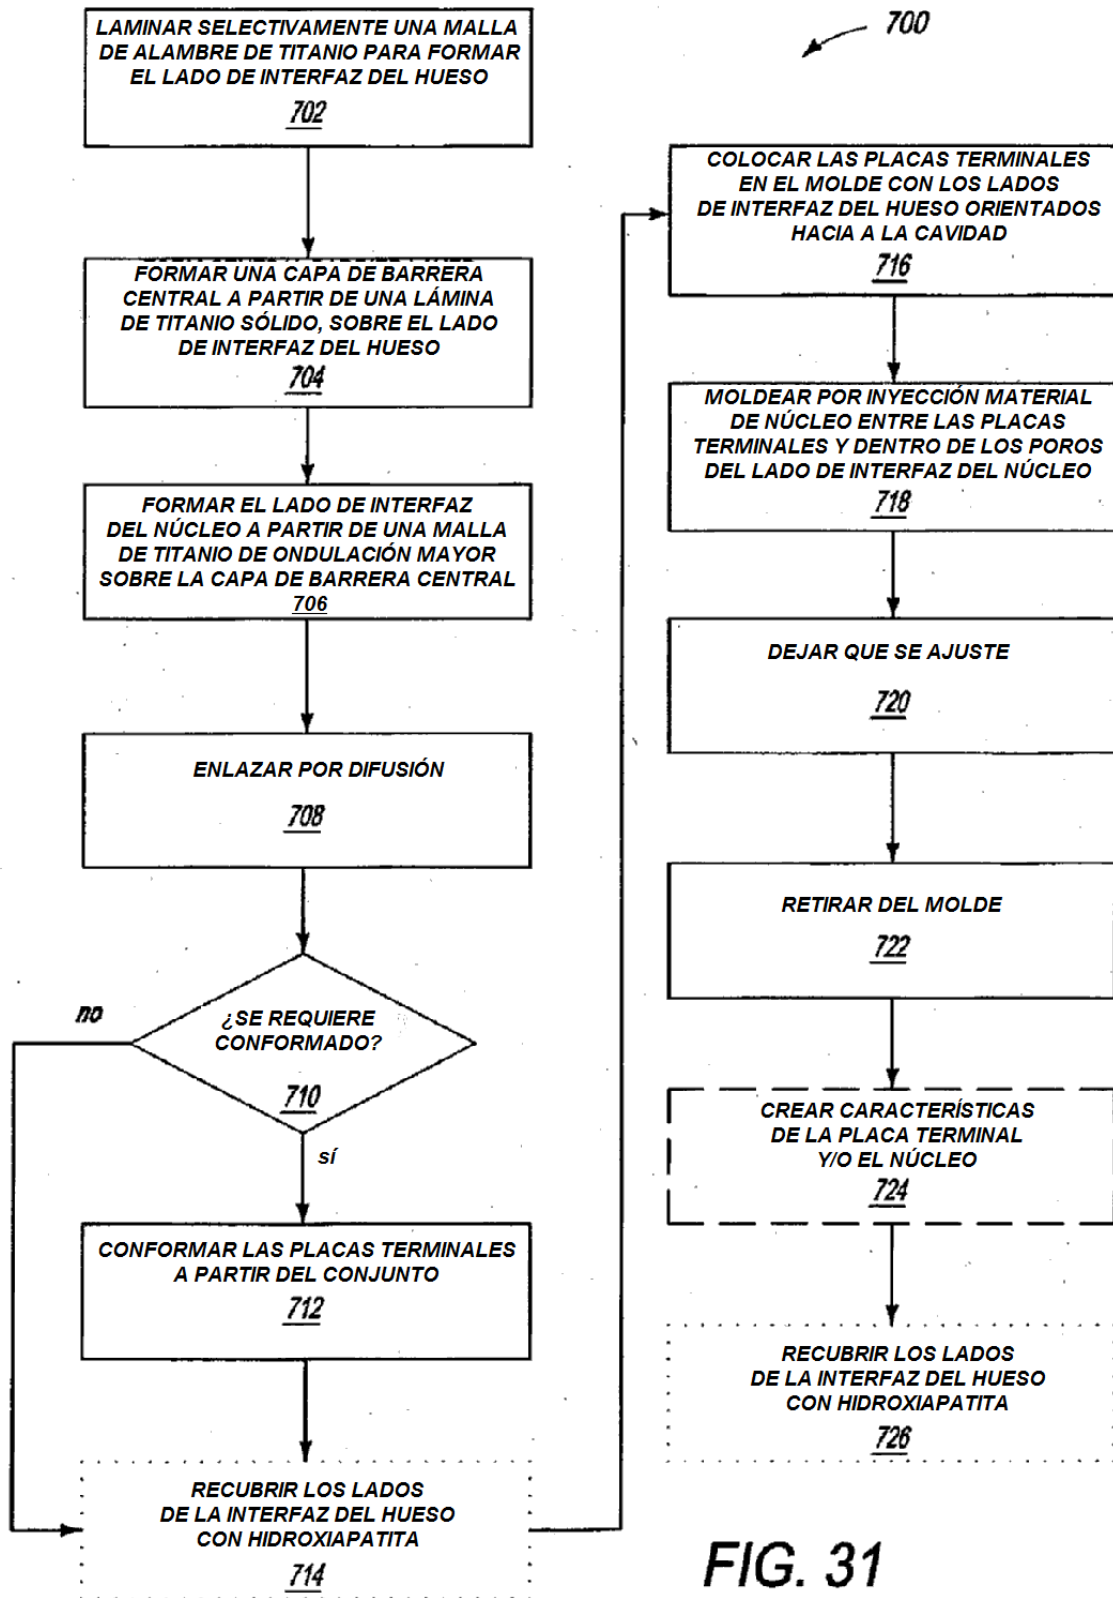 LAMINAR SELECTIVAMENTE UNA MALLA
DE ALAMBRE DE TITANIO PARA FORMAR
EL LADO DE INTERFAZ DEL HUESO
702
FORMAR UNA CAPA DE BARRERA
CENTRAL A PARTIR DE UNA LÁMINA
DE TITANIO SÓLIDO, SOBRE EL LADO
DE INTERFAZ DEL HUESO
704
FORMAR EL LADO DE INTERFAZ
DEL NÚCLEO A PARTIR DE UNA MALLA
DE TITANIO DE ONDULACIÓN MAYOR
SOBRE LA CAPA DE BARRERA CENTRAL
706
ENLAZAR POR DIFUSIÓN
708
no
¿SE REQUIERE
CONFORMADO?
710
sí
CONFORMAR LAS PLACAS TERMINALES
A PARTIR DEL CONJUNTO
712
RECUBRIR LOS LADOS
DE LA INTERFAZ DEL HUESO
CON HIDROXIAPATITA
714
700
COLOCAR LAS PLACAS TERMINALES
EN EL MOLDE CON LOS LADOS
DE INTERFAZ DEL HUESO ORIENTADOS
HACIA A LA CAVIDAD
716
MOLDEAR POR INYECCIÓN MATERIAL
DE NÚCLEO ENTRE LAS PLACAS
TERMINALES Y DENTRO DE LOS POROS
DEL LADO DE INTERFAZ DEL NÚCLEO
718
DEJAR QUE SE AJUSTE
720
RETIRAR DEL MOLDE
722
CREAR CARACTERÍSTICAS
DE LA PLACA TERMINAL
Y/O EL NÚCLEO
724
RECUBRIR LOS LADOS
DE LA INTERFAZ DEL HUESO
CON HIDROXIAPATITA
726
FIG. 31